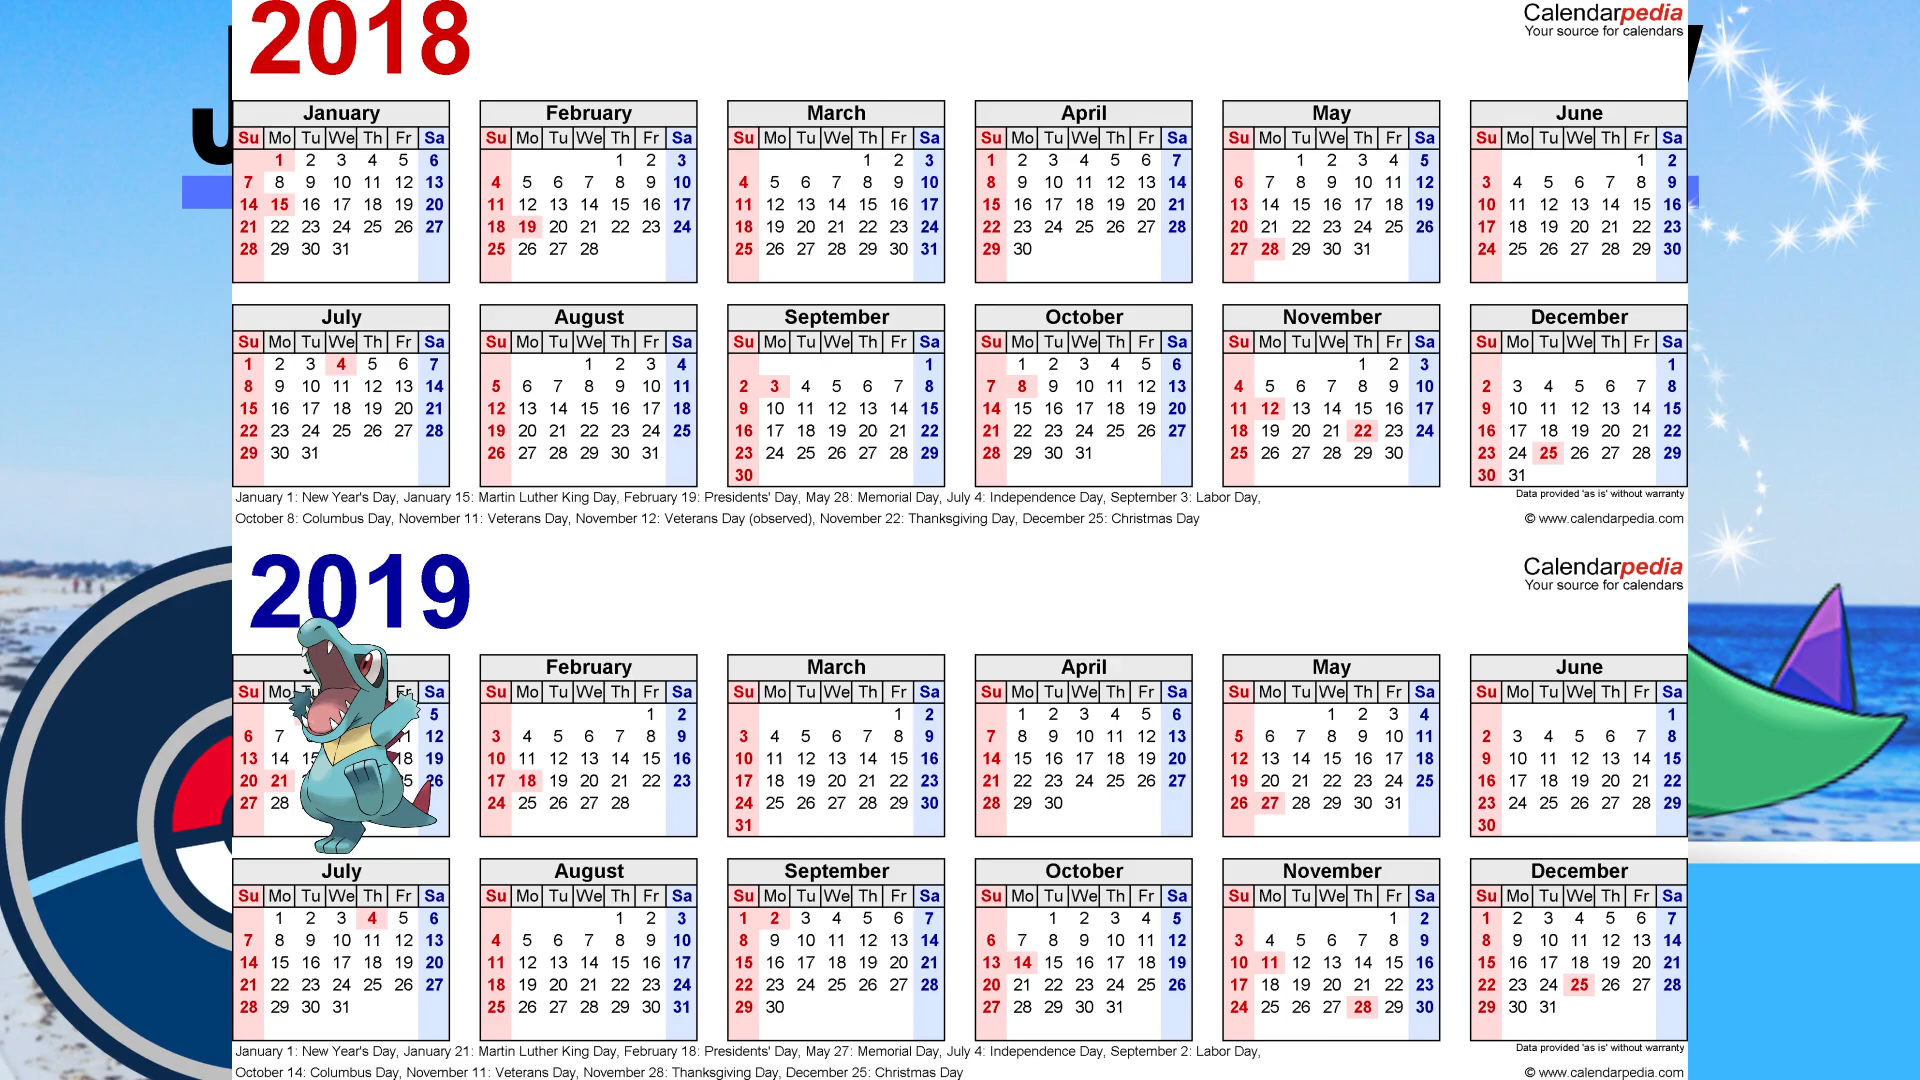 2018
Calendarpedia
Your source for calendars
January February March April May June
Su Mo Tu We Th Fr Sa Su Mo Tu We Th Fr Sa Su Mo Tu We Th Fr Sa Su Mo Tu We Th Fr Sa Su Mo Tu We Th Fr Sa Su Mo Tu We Th Fr Sa
1 2 3 4 5 6 1 2 3 1 2 3 1 2 3 4 5 6 7 1 2 3 4 5 1 2
7 8 9 10 11 12 13 4 5 6 7 8 9 10 4 5 6 7 8 9 10 8 9 10 11 12 13 14 6 7 8 9 10 11 12 3 4 5 6 7 8 9
14 15 16 17 18 19 20 11 12 13 14 15 16 17 11 12 13 14 15 16 17 15 16 17 18 19 20 21 13 14 15 16 17 18 19 10 11 12 13 14 15 16
21 22 23 24 25 26 27 18 19 20 21 22 23 24 18 19 20 21 22 23 24 22 23 24 25 26 27 28 20 21 22 23 24 25 26 17 18 19 20 21 22 23
28 29 30 31 25 26 27 28 25 26 27 28 29 30 31 29 30 27 28 29 30 31 24 25 26 27 28 29 30
July August September October November December
Su Mo Tu We Th Fr Sa Su Mo Tu We Th Fr Sa Su Mo Tu We Th Fr Sa Su Mo Tu We Th Fr Sa Su Mo Tu We Th Fr Sa Su Mo Tu We Th Fr Sa
1 2 3 4 5 6 7 1 2 3 4 1 1 2 3 4 5 6 1 2 3 1
8 9 10 11 12 13 14 5 6 7 8 9 10 11 2 3 4 5 6 7 8 7 8 9 10 11 12 13 4 5 6 7 8 9 10 2 3 4 5 6 7 8
15 16 17 18 19 20 21 12 13 14 15 16 17 18 9 10 11 12 13 14 15 14 15 16 17 18 19 20 11 12 13 14 15 16 17 9 10 11 12 13 14 15
22 23 24 25 26 27 28 19 20 21 22 23 24 25 16 17 18 19 20 21 22 21 22 23 24 25 26 27 18 19 20 21 22 23 24 16 17 18 19 20 21 22
29 30 31 26 27 28 29 30 31 23 24 25 26 27 28 29 28 29 30 31 25 26 27 28 29 30 23 24 25 26 27 28 29
30 30 31
January 1: New Year's Day, January 15: Martin Luther King Day, February 19: Presidents' Day, May 28: Memorial Day, July 4: Independence Day, September 3: Labor Day,
Data provided 'as is' without warranty
October 8: Columbus Day, November 11: Veterans Day, November 12: Veterans Day (observed), November 22: Thanksgiving Day, December 25: Christmas Day
© www.calendarpedia.com
2019
Calendarpedia
Your source for calendars
February March April May June
Su Mo Tu Fr Sa Su Mo Tu We Th Fr Sa Su Mo Tu We Th Fr Sa Su Mo Tu We Th Fr Sa Su Mo Tu We Th Fr Sa Su Mo Tu We Th Fr Sa
5 1 2 1 2 1 2 3 4 5 6 1 2 3 4 1
6 7 11 12 3 4 5 6 7 8 9 3 4 5 6 7 8 9 7 8 9 10 11 12 13 5 6 7 8 9 10 11 2 3 4 5 6 7 8
13 14 15 18 19 10 11 12 13 14 15 16 10 11 12 13 14 15 16 14 15 16 17 18 19 20 12 13 14 15 16 17 18 9 10 11 12 13 14 15
20 21 25 26 17 18 19 20 21 22 23 17 18 19 20 21 22 23 21 22 23 24 25 26 27 19 20 21 22 23 24 25 16 17 18 19 20 21 22
27 28 24 25 26 27 28 24 25 26 27 28 29 30 28 29 30 26 27 28 29 30 31 23 24 25 26 27 28 29
31 30
July August September October November December
Su Mo Tu We Th Fr Sa Su Mo Tu We Th Fr Sa Su Mo Tu We Th Fr Sa Su Mo Tu We Th Fr Sa Su Mo Tu We Th Fr Sa Su Mo Tu We Th Fr Sa
1 2 3 4 5 6 1 2 3 1 2 3 4 5 6 7 1 2 3 4 5 1 2 1 2 3 4 5 6 7
7 8 9 10 11 12 13 4 5 6 7 8 9 10 8 9 10 11 12 13 14 6 7 8 9 10 11 12 3 4 5 6 7 8 9 8 9 10 11 12 13 14
14 15 16 17 18 19 20 11 12 13 14 15 16 17 15 16 17 18 19 20 21 13 14 15 16 17 18 19 10 11 12 13 14 15 16 15 16 17 18 19 20 21
21 22 23 24 25 26 27 18 19 20 21 22 23 24 22 23 24 25 26 27 28 20 21 22 23 24 25 26 17 18 19 20 21 22 23 22 23 24 25 26 27 28
28 29 30 31 25 26 27 28 29 30 31 29 30 27 28 29 30 31 24 25 26 27 28 29 30 29 30 31
January 1: New Year's Day, January 21: Martin Luther King Day, February 18: Presidents' Day, May 27: Memorial Day, July 4: Independence Day, September 2: Labor Day,
Data provided 'as is' without warranty
October 14: Columbus Day, November 11: Veterans Day, November 28: Thanksgiving Day, December 25: Christmas Day
© www.calendarpedia.com